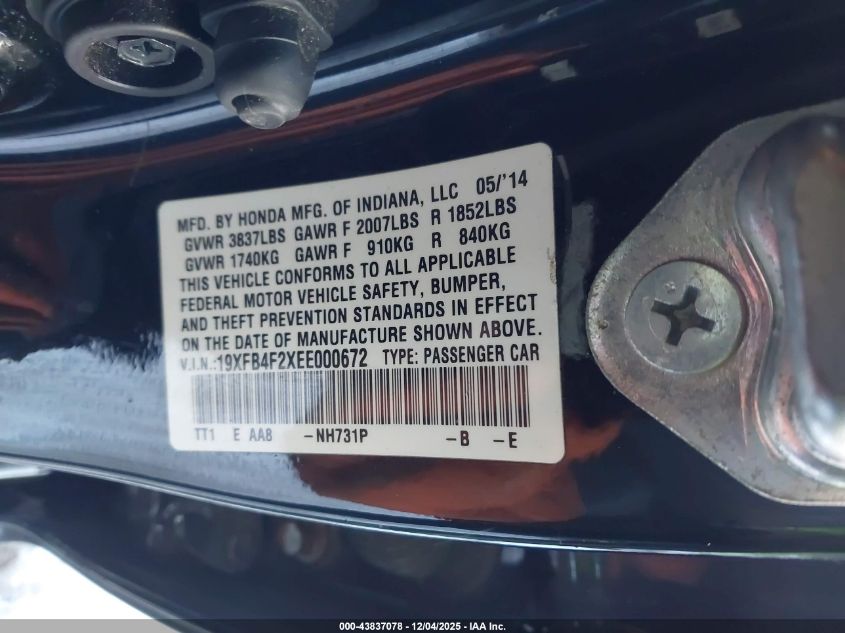 MFD. BY HONDA MFG. OF INDIANA, LLC 05/'14
GVWR 3837LBS GAWR F 2007LBS R 1852LBS
GVWR 1740KG GAWR F 910KG R 840KG
THIS VEHICLE CONFORMS TO ALL APPLICABLE
FEDERAL MOTOR VEHICLE SAFETY, BUMPER,
AND THEFT PREVENTION STANDARDS IN EFFECT
ON THE DATE OF MANUFACTURE SHOWN ABOVE.
V.I.N.:19XFB4F2XEE000672 TYPE: PASSENGER CAR
TT1 E AA8 -NH731P -B -E
000-43837078 - 12/04/2025 - IAA Inc.